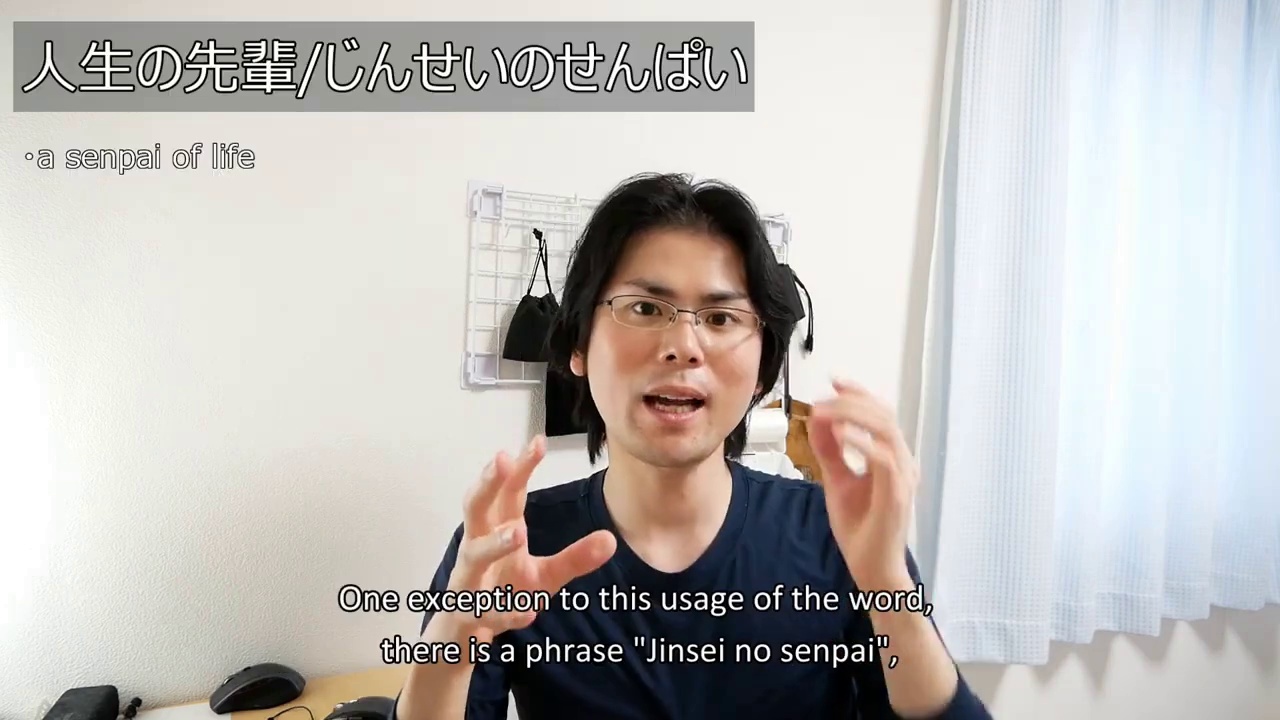 人生の先輩/じんせいのせんぱい
・a senpai of life
One exception to this usage of the word,
there is a phrase "Jinsei no senpai",